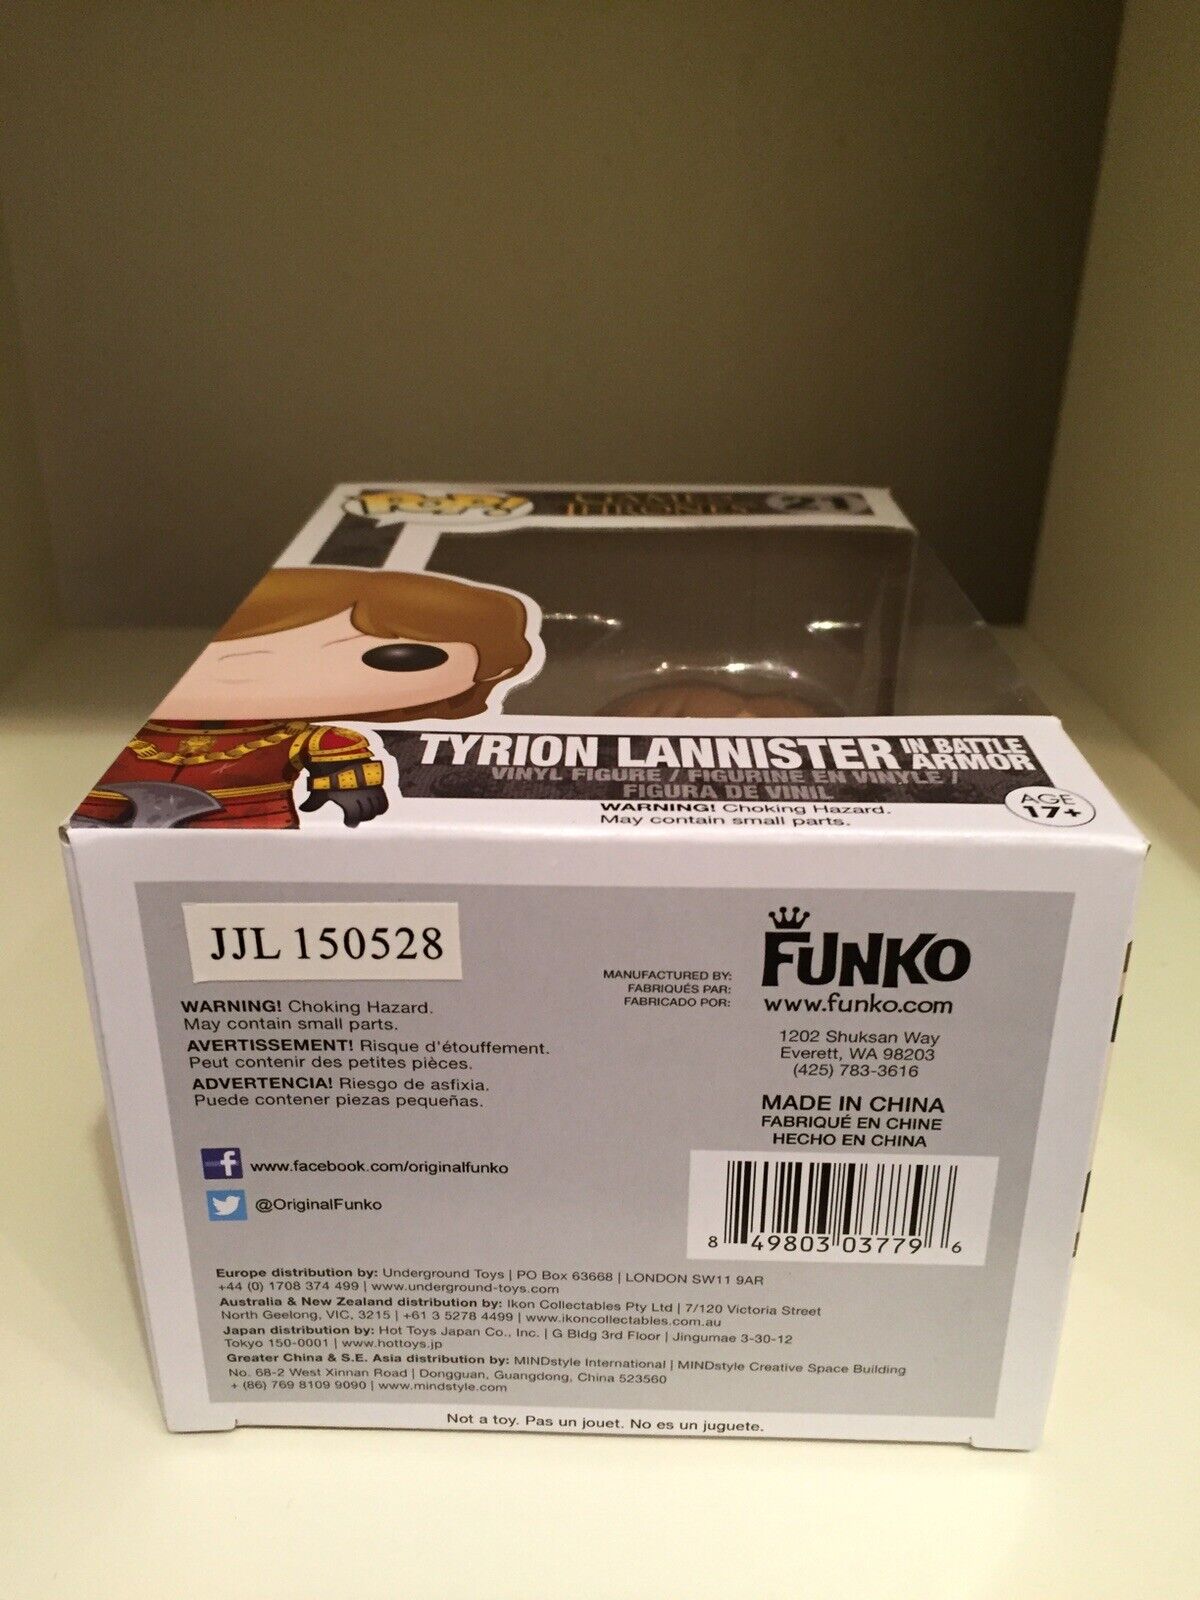 POP!
GAME OF
THRONES
21
TYRION LANNISTER IN BATTLE ARMOR
VINYL FIGURE / FIGURINE EN VINYLE /
FIGURA DE VINIL
WARNING! Choking Hazard.
May contain small parts.
AGE
17+
JJL 150528
WARNING! Choking Hazard.
May contain small parts.
AVERTISSEMENT! Risque d'étouffement.
Peut contenir des petites pièces.
ADVERTENCIA! Riesgo de asfixia.
Puede contener piezas pequeñas.
f www.facebook.com/originalfunko
@OriginalFunko
MANUFACTURED BY:
FABRIQUÉS PAR:
FABRICADO POR:
FUNKO
www.funko.com
1202 Shuksan Way
Everett, WA 98203
(425) 783-3616
MADE IN CHINA
FABRIQUÉ EN CHINE
HECHO EN CHINA
8 49803 03779 6
Europe distribution by: Underground Toys | PO Box 63668 | LONDON SW11 9AR
+44 (0) 1708 374 499 | www.underground-toys.com
Australia & New Zealand distribution by: Ikon Collectables Pty Ltd | 7/120 Victoria Street
North Geelong, VIC, 3215 | +61 3 5278 4499 | www.ikoncollectables.com.au
Japan distribution by: Hot Toys Japan Co., Inc. | G Bldg 3rd Floor | Jingumae 3-30-12
Tokyo 150-0001 | www.hottoys.jp
Greater China & S.E. Asia distribution by: MINDstyle International | MINDstyle Creative Space Building
No. 68-2 West Xinnan Road | Dongguan, Guangdong, China 523560
+ (86) 769 8109 9090 | www.mindstyle.com
Not a toy. Pas un jouet. No es un juguete.